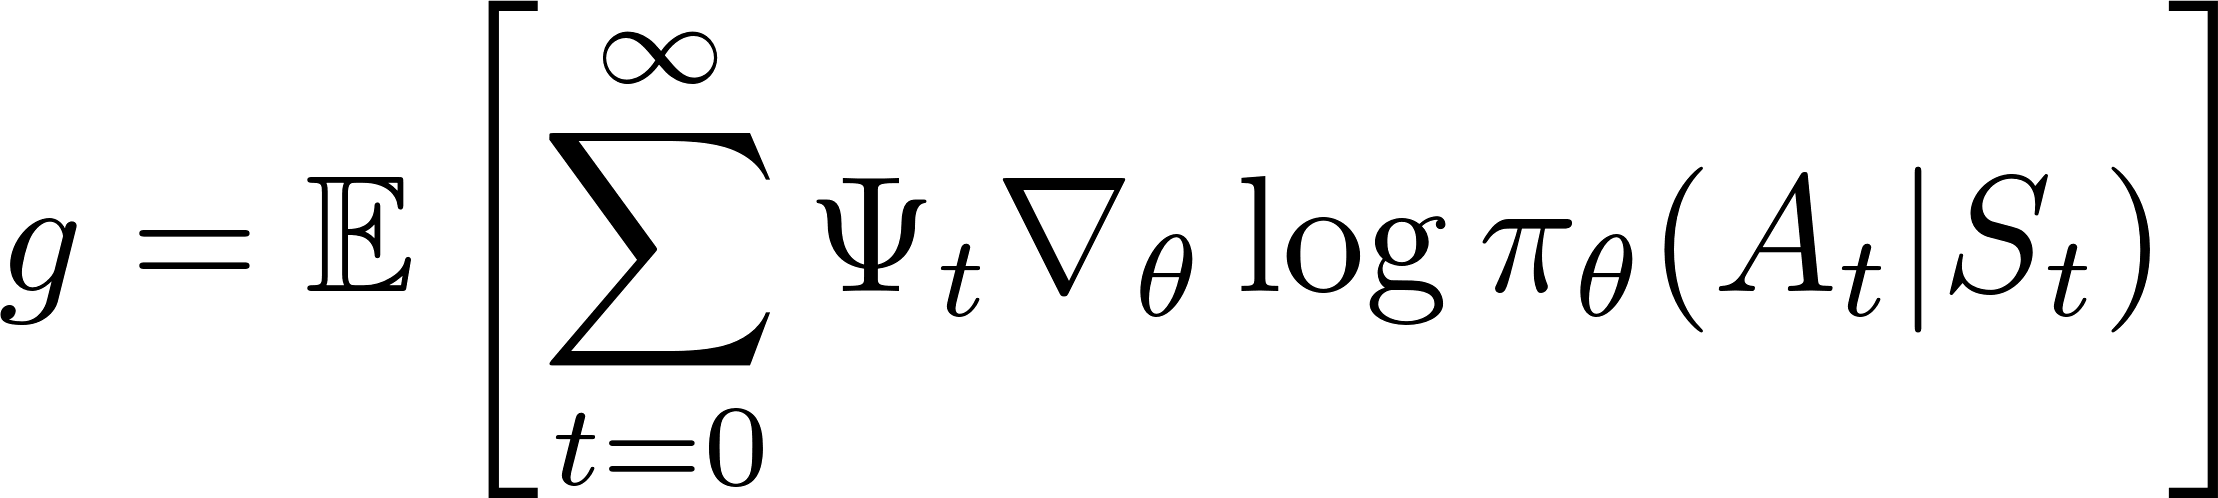 g = 𝔼 [ ∑_{t=0}^{∞} Ψ_t ∇_θ log π_θ(A_t|S_t) ]